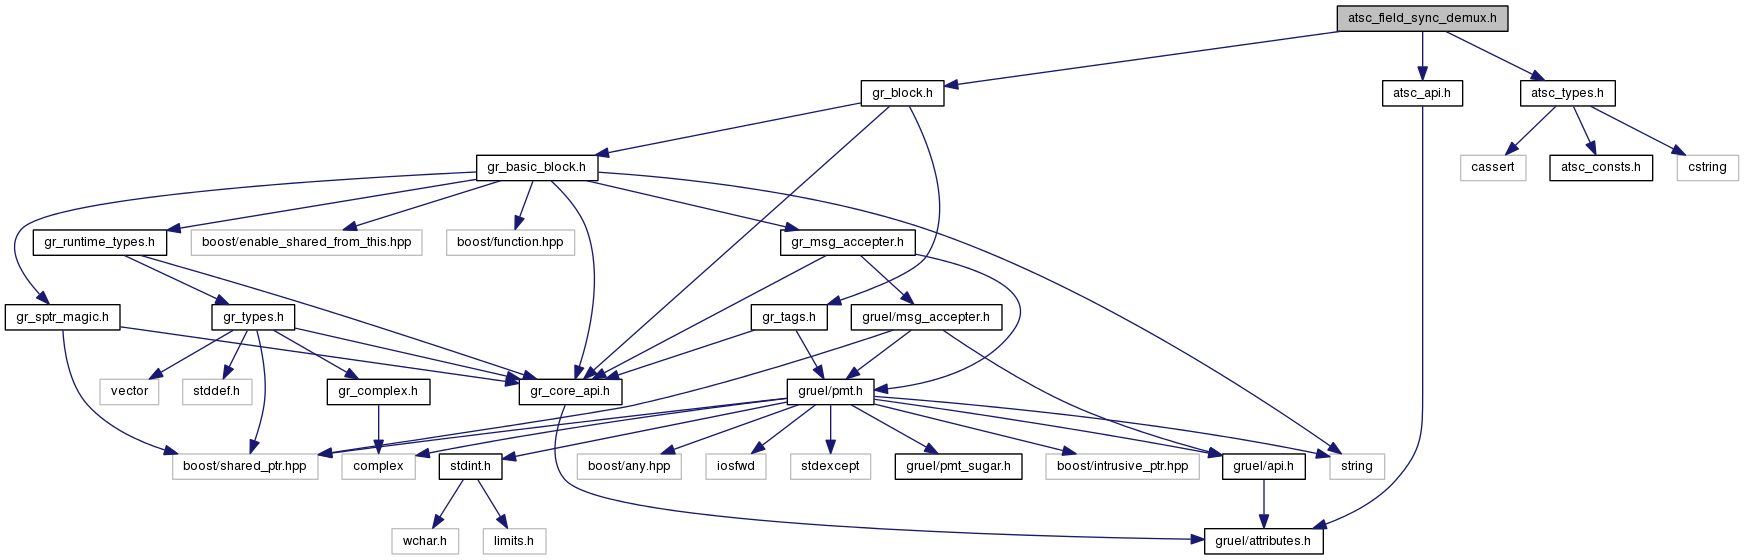 atsc_field_sync_demux.h
gr_block.h
atsc_api.h
atsc_types.h
gr_basic_block.h
cassert
atsc_consts.h
cstring
gr_runtime_types.h
boost/enable_shared_from_this.hpp
boost/function.hpp
gr_msg_accepter.h
gr_sptr_magic.h
gr_types.h
gr_tags.h
gruel/msg_accepter.h
vector
stddef.h
gr_complex.h
gr_core_api.h
gruel/pmt.h
boost/shared_ptr.hpp
complex
stdint.h
boost/any.hpp
iosfwd
stdexcept
gruel/pmt_sugar.h
boost/intrusive_ptr.hpp
gruel/api.h
string
wchar.h
limits.h
gruel/attributes.h